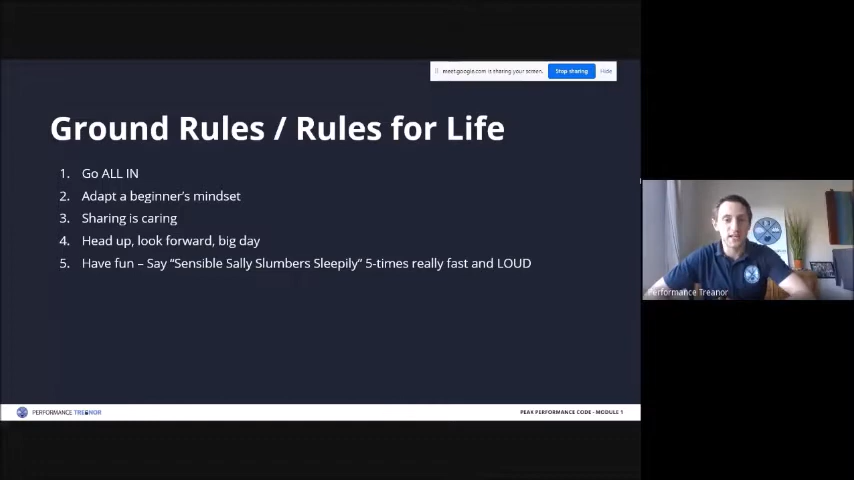 meet.google.com is sharing your screen. Stop sharing Hide
Ground Rules / Rules for Life
1. Go ALL IN
2. Adapt a beginner's mindset
3. Sharing is caring
4. Head up, look forward, big day
5. Have fun – Say “Sensible Sally Slumbers Sleepily” 5-times really fast and LOUD
Performance Treanor
PERFORMANCE TREANOR
PEAK PERFORMANCE CODE - MODULE 1